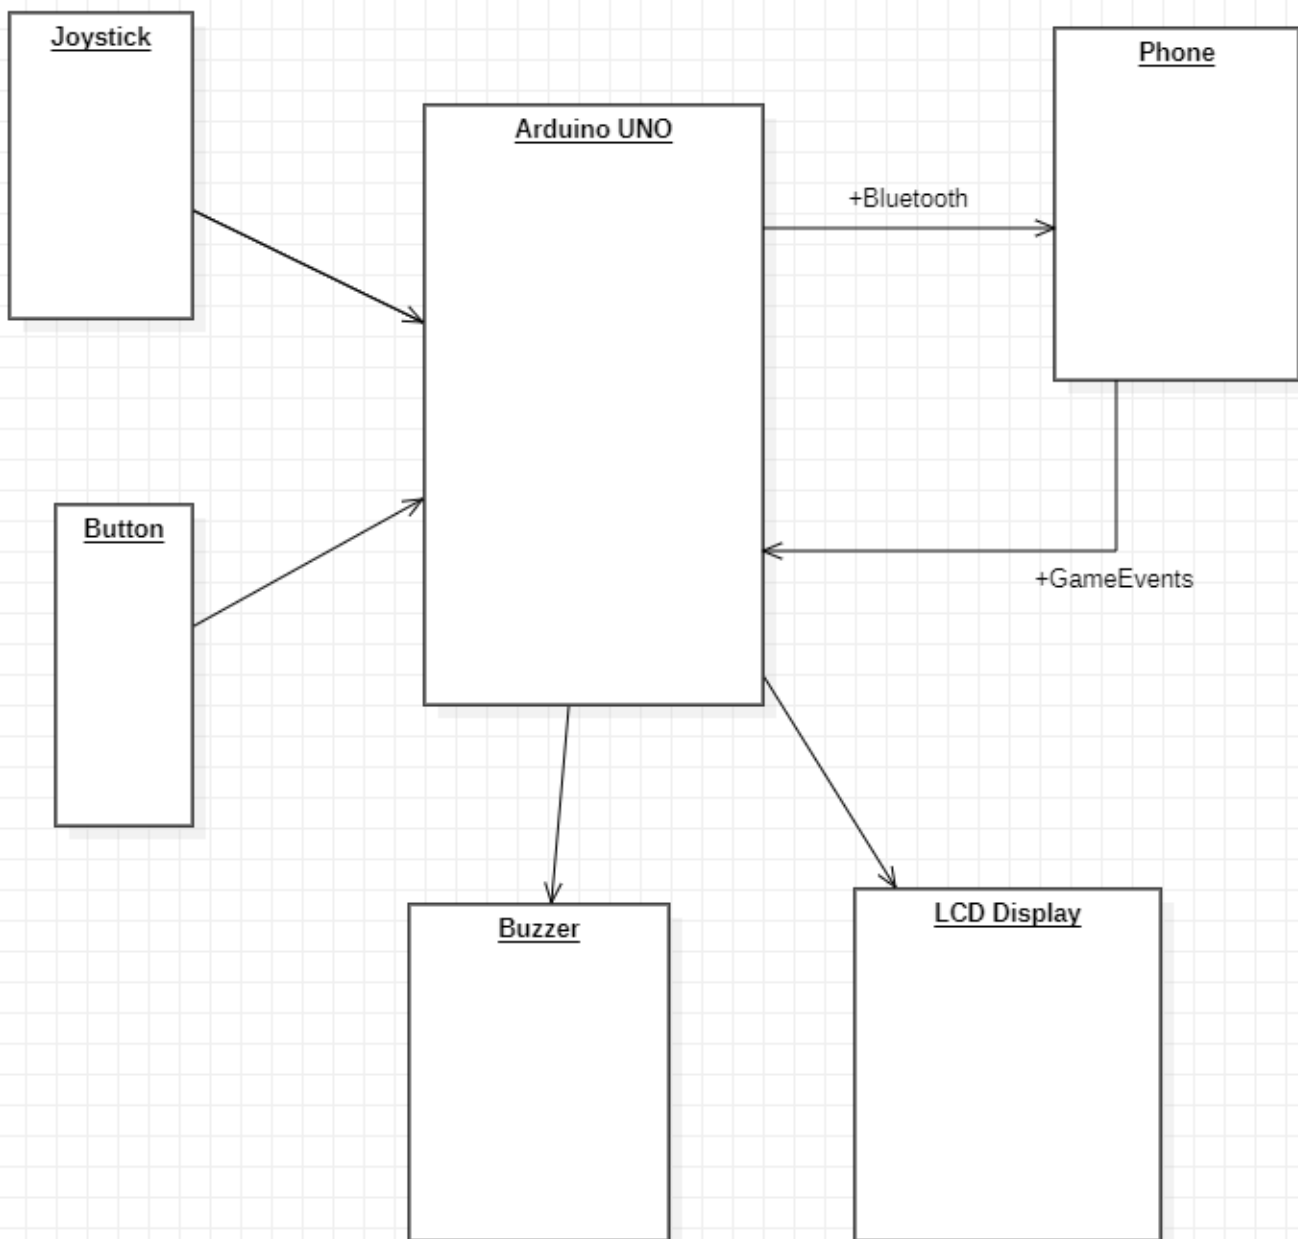 Joystick
Phone
Arduino UNO
+Bluetooth
Button
+GameEvents
Buzzer
LCD Display